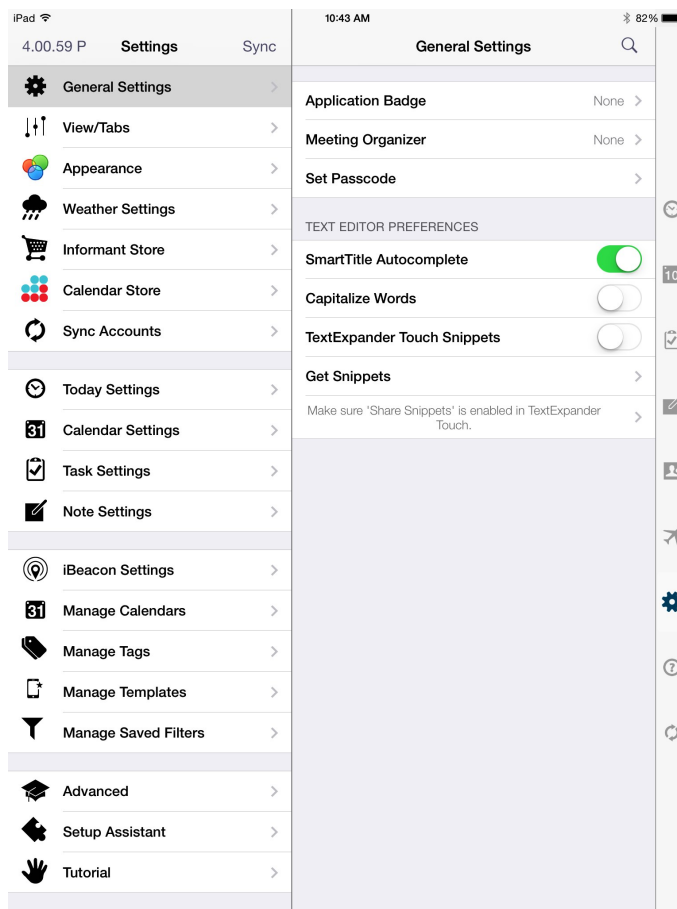 iPad
10:43 AM
82%
4.00.59 P
Settings
Sync
General Settings
View/Tabs
Appearance
Weather Settings
Informant Store
Calendar Store
Sync Accounts
Today Settings
31
Calendar Settings
Task Settings
Note Settings
iBeacon Settings
31
Manage Calendars
Manage Tags
Manage Templates
Manage Saved Filters
Advanced
Setup Assistant
Tutorial
General Settings
Application Badge
None
Meeting Organizer
None
Set Passcode
TEXT EDITOR PREFERENCES
SmartTitle Autocomplete
Capitalize Words
TextExpander Touch Snippets
Get Snippets
Make sure 'Share Snippets' is enabled in TextExpander
Touch.
10
?